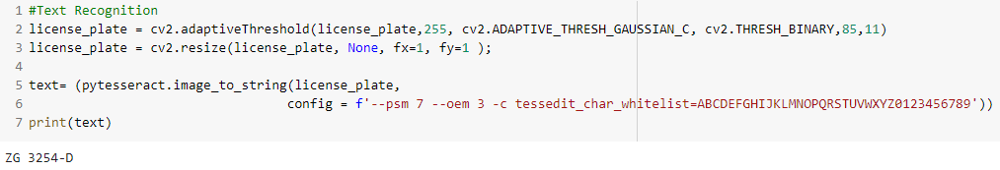 1 #Text Recognition
2 license_plate = cv2.adaptiveThreshold(license_plate,255, cv2.ADAPTIVE_THRESH_GAUSSIAN_C, cv2.THRESH_BINARY,85,11)
3 license_plate = cv2.resize(license_plate, None, fx=1, fy=1 );
4
5 text= (pytesseract.image_to_string(license_plate,
6 config = f'--psm 7 --oem 3 -c tessedit_char_whitelist=ABCDEFGHIJKLMNOPQRSTUVWXYZ0123456789'))
7 print(text)
ZG 3254-D